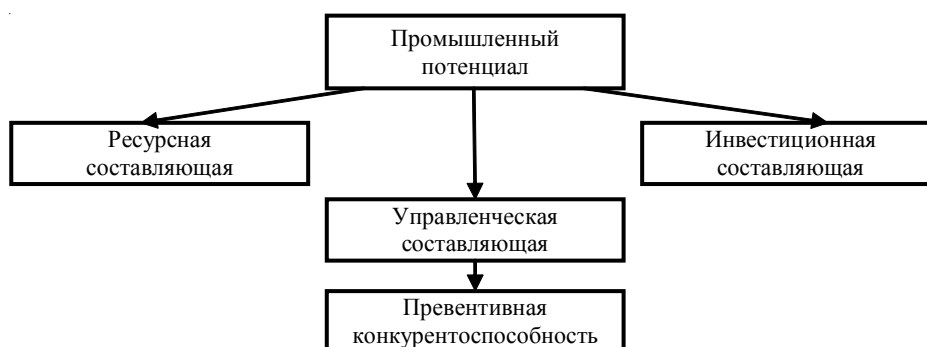 Промышленный
потенциал
Ресурсная
составляющая
Инвестиционная
составляющая
Управленческая
составляющая
Превентивная
конкурентоспособность